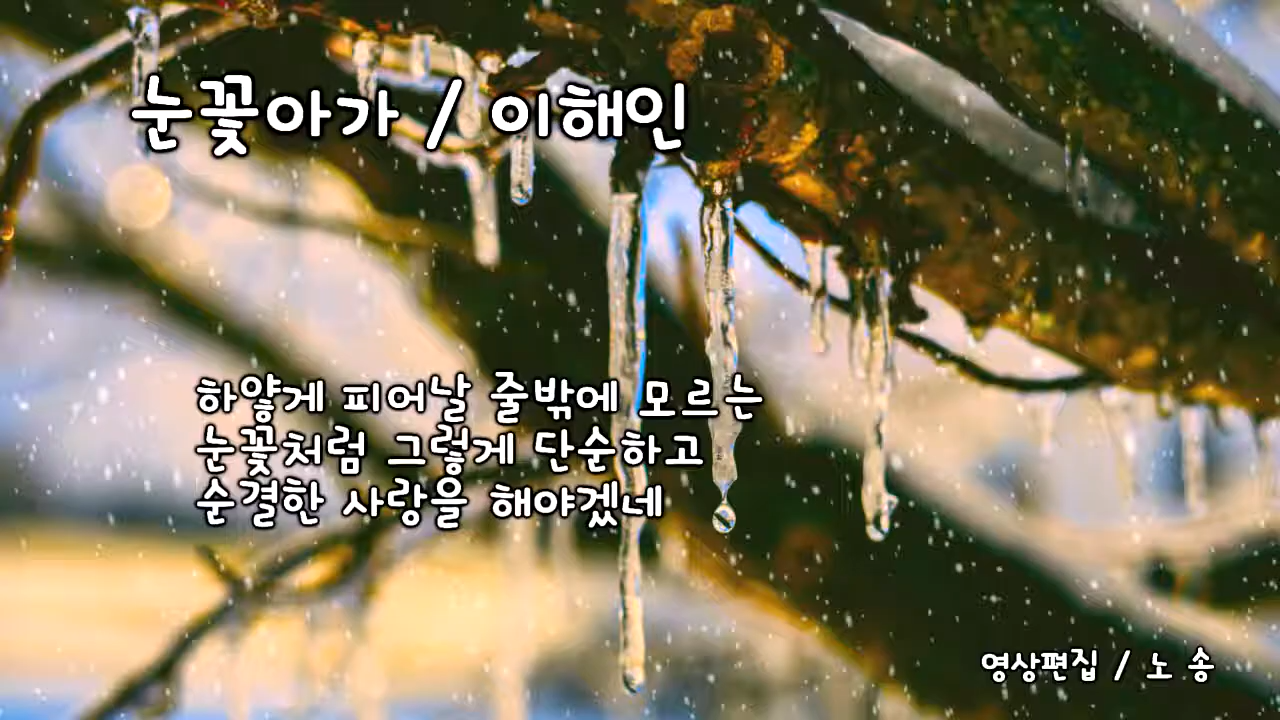 눈꽃아가 / 이해인
하얗게 피어날 줄밖에 모르는
눈꽃처럼 그렇게 단순하고
순결한 사랑을 해야겠네
영상편집 / 노 송